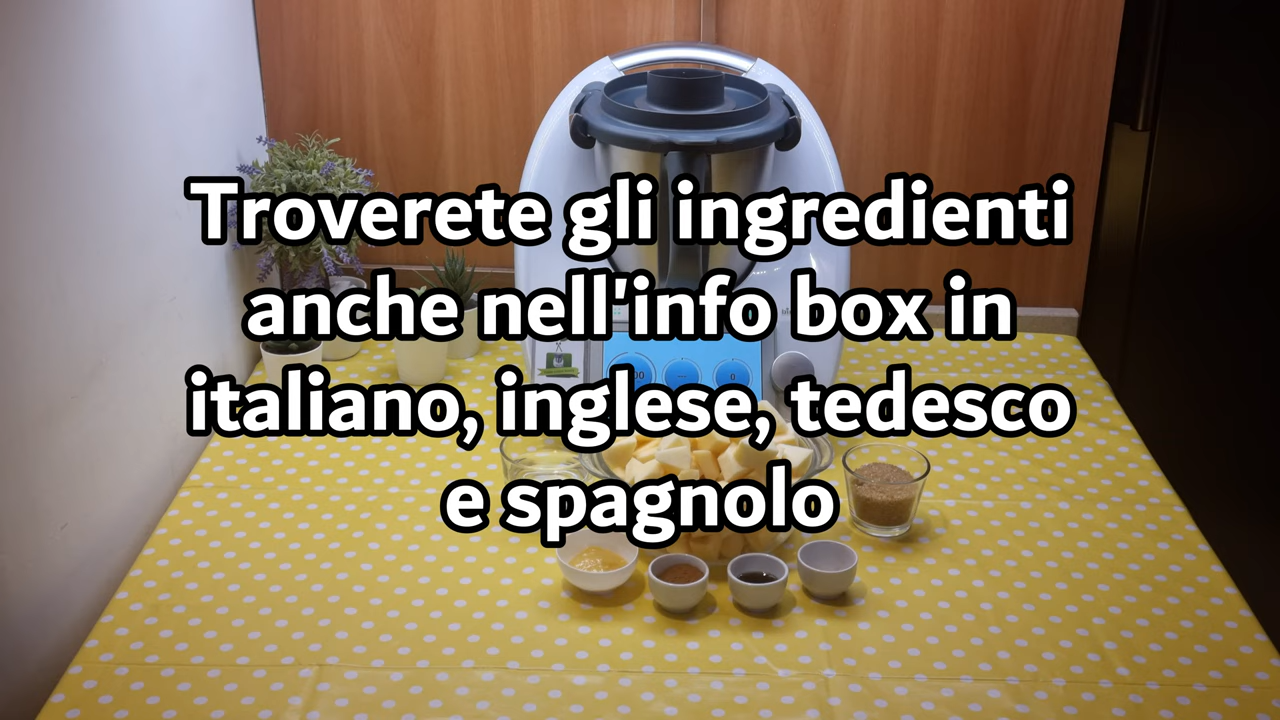 Troverete gli ingredienti
anche nell'info box in
italiano, inglese, tedesco
e spagnolo